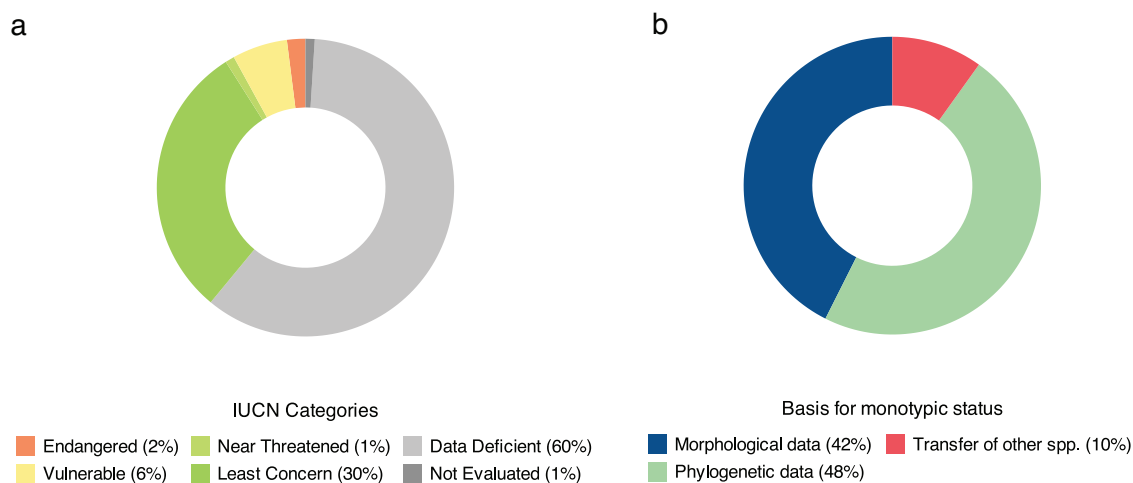 a
b
IUCN Categories
Endangered (2%)
Near Threatened (1%)
Data Deficient (60%)
Vulnerable (6%)
Least Concern (30%)
Not Evaluated (1%)
Basis for monotypic status
Morphological data (42%)
Transfer of other spp. (10%)
Phylogenetic data (48%)